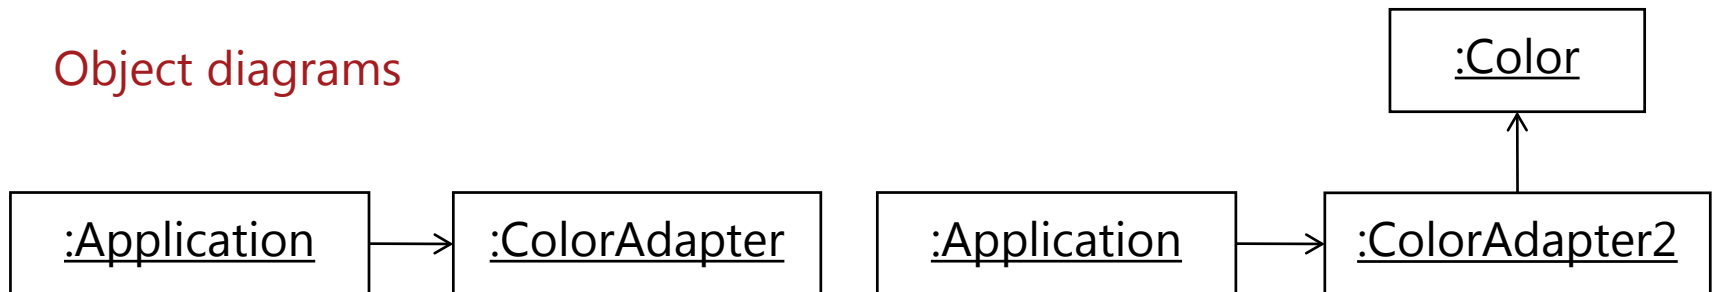 Object diagrams
:Color
:Application
:ColorAdapter
:Application
:ColorAdapter2